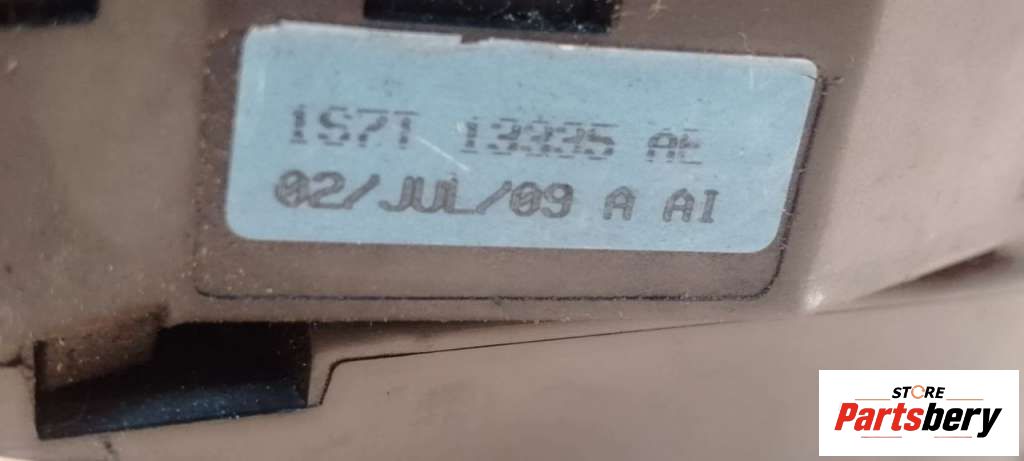 1S7T 13335 AE
02/JUL/09 A AI
STORE
Partsbery